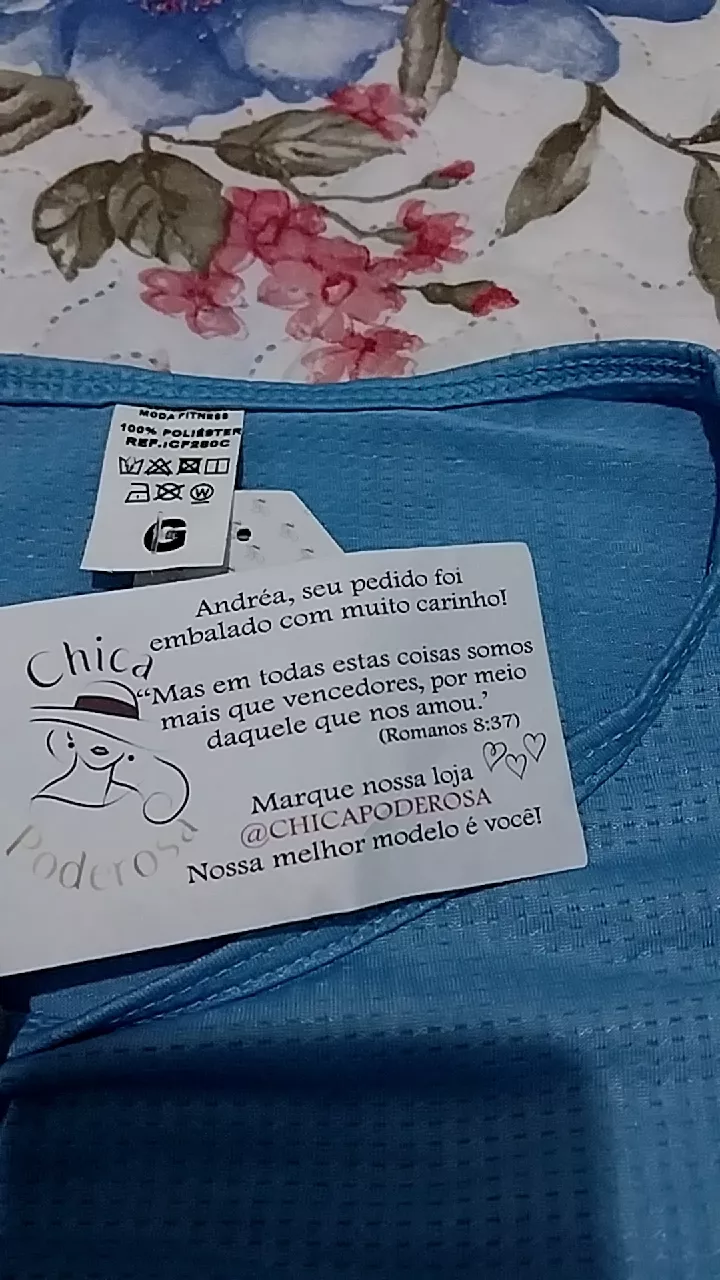 MODA FITNESS
100% POLIÉSTER
REF.:CF280C
W
G
Andréa, seu pedido foi
embalado com muito carinho!
Chica
“Mas em todas estas coisas somos
mais que vencedores, por meio
daquele que nos amou.’
(Romanos 8:37)
Marque nossa loja
@CHICAPODEROSA
Nossa melhor modelo é você!
Poderosa